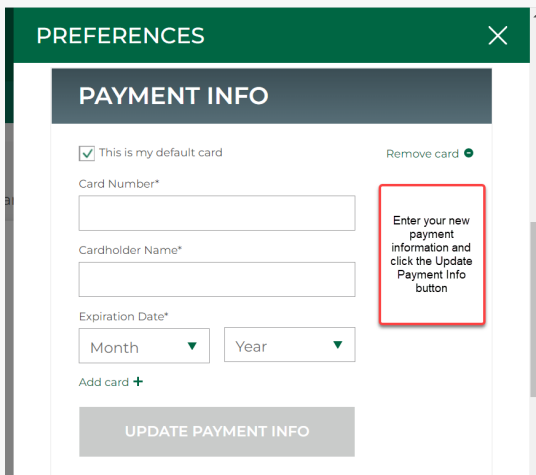 PREFERENCES
PAYMENT INFO
This is my default card
Remove card
Card Number*
Enter your new
payment
information and
click the Update
Payment Info
button
Cardholder Name*
Expiration Date*
Month
Year
Add card +
UPDATE PAYMENT INFO